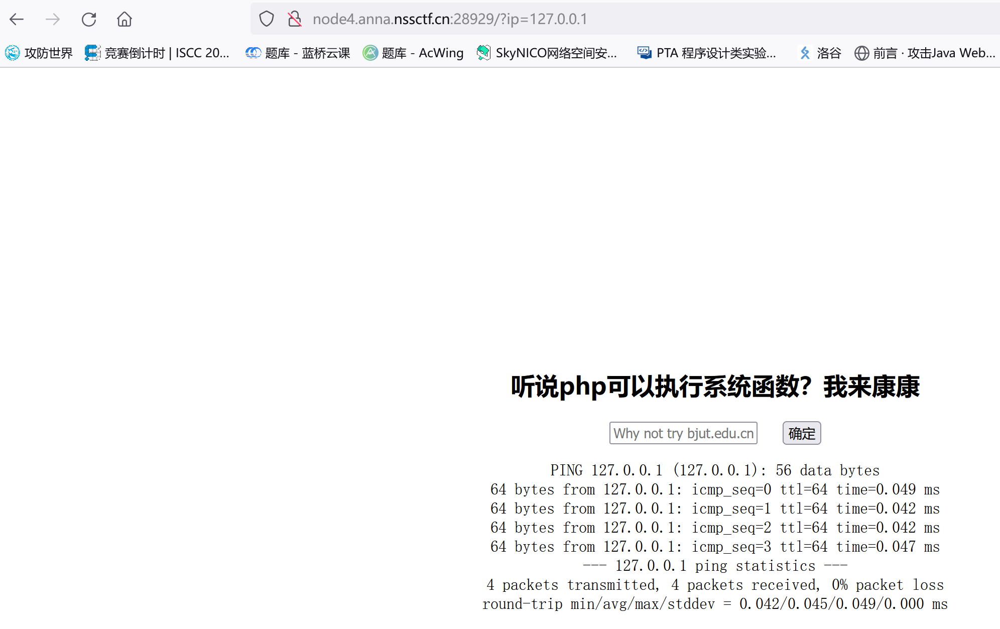 node4.anna.nssctf.cn:28929/?ip=127.0.0.1
攻防世界 竞赛倒计时 | ISCC 20... 题库 - 蓝桥云课 题库 - AcWing SkyNICO网络空间安... PTA 程序设计类实验... 洛谷 前言 · 攻击Java Web...
听说php可以执行系统函数？我来康康
Why not try bjut.edu.cn 确定
PING 127.0.0.1 (127.0.0.1): 56 data bytes
64 bytes from 127.0.0.1: icmp_seq=0 ttl=64 time=0.049 ms
64 bytes from 127.0.0.1: icmp_seq=1 ttl=64 time=0.042 ms
64 bytes from 127.0.0.1: icmp_seq=2 ttl=64 time=0.042 ms
64 bytes from 127.0.0.1: icmp_seq=3 ttl=64 time=0.047 ms
--- 127.0.0.1 ping statistics ---
4 packets transmitted, 4 packets received, 0% packet loss
round-trip min/avg/max/stddev = 0.042/0.045/0.049/0.000 ms